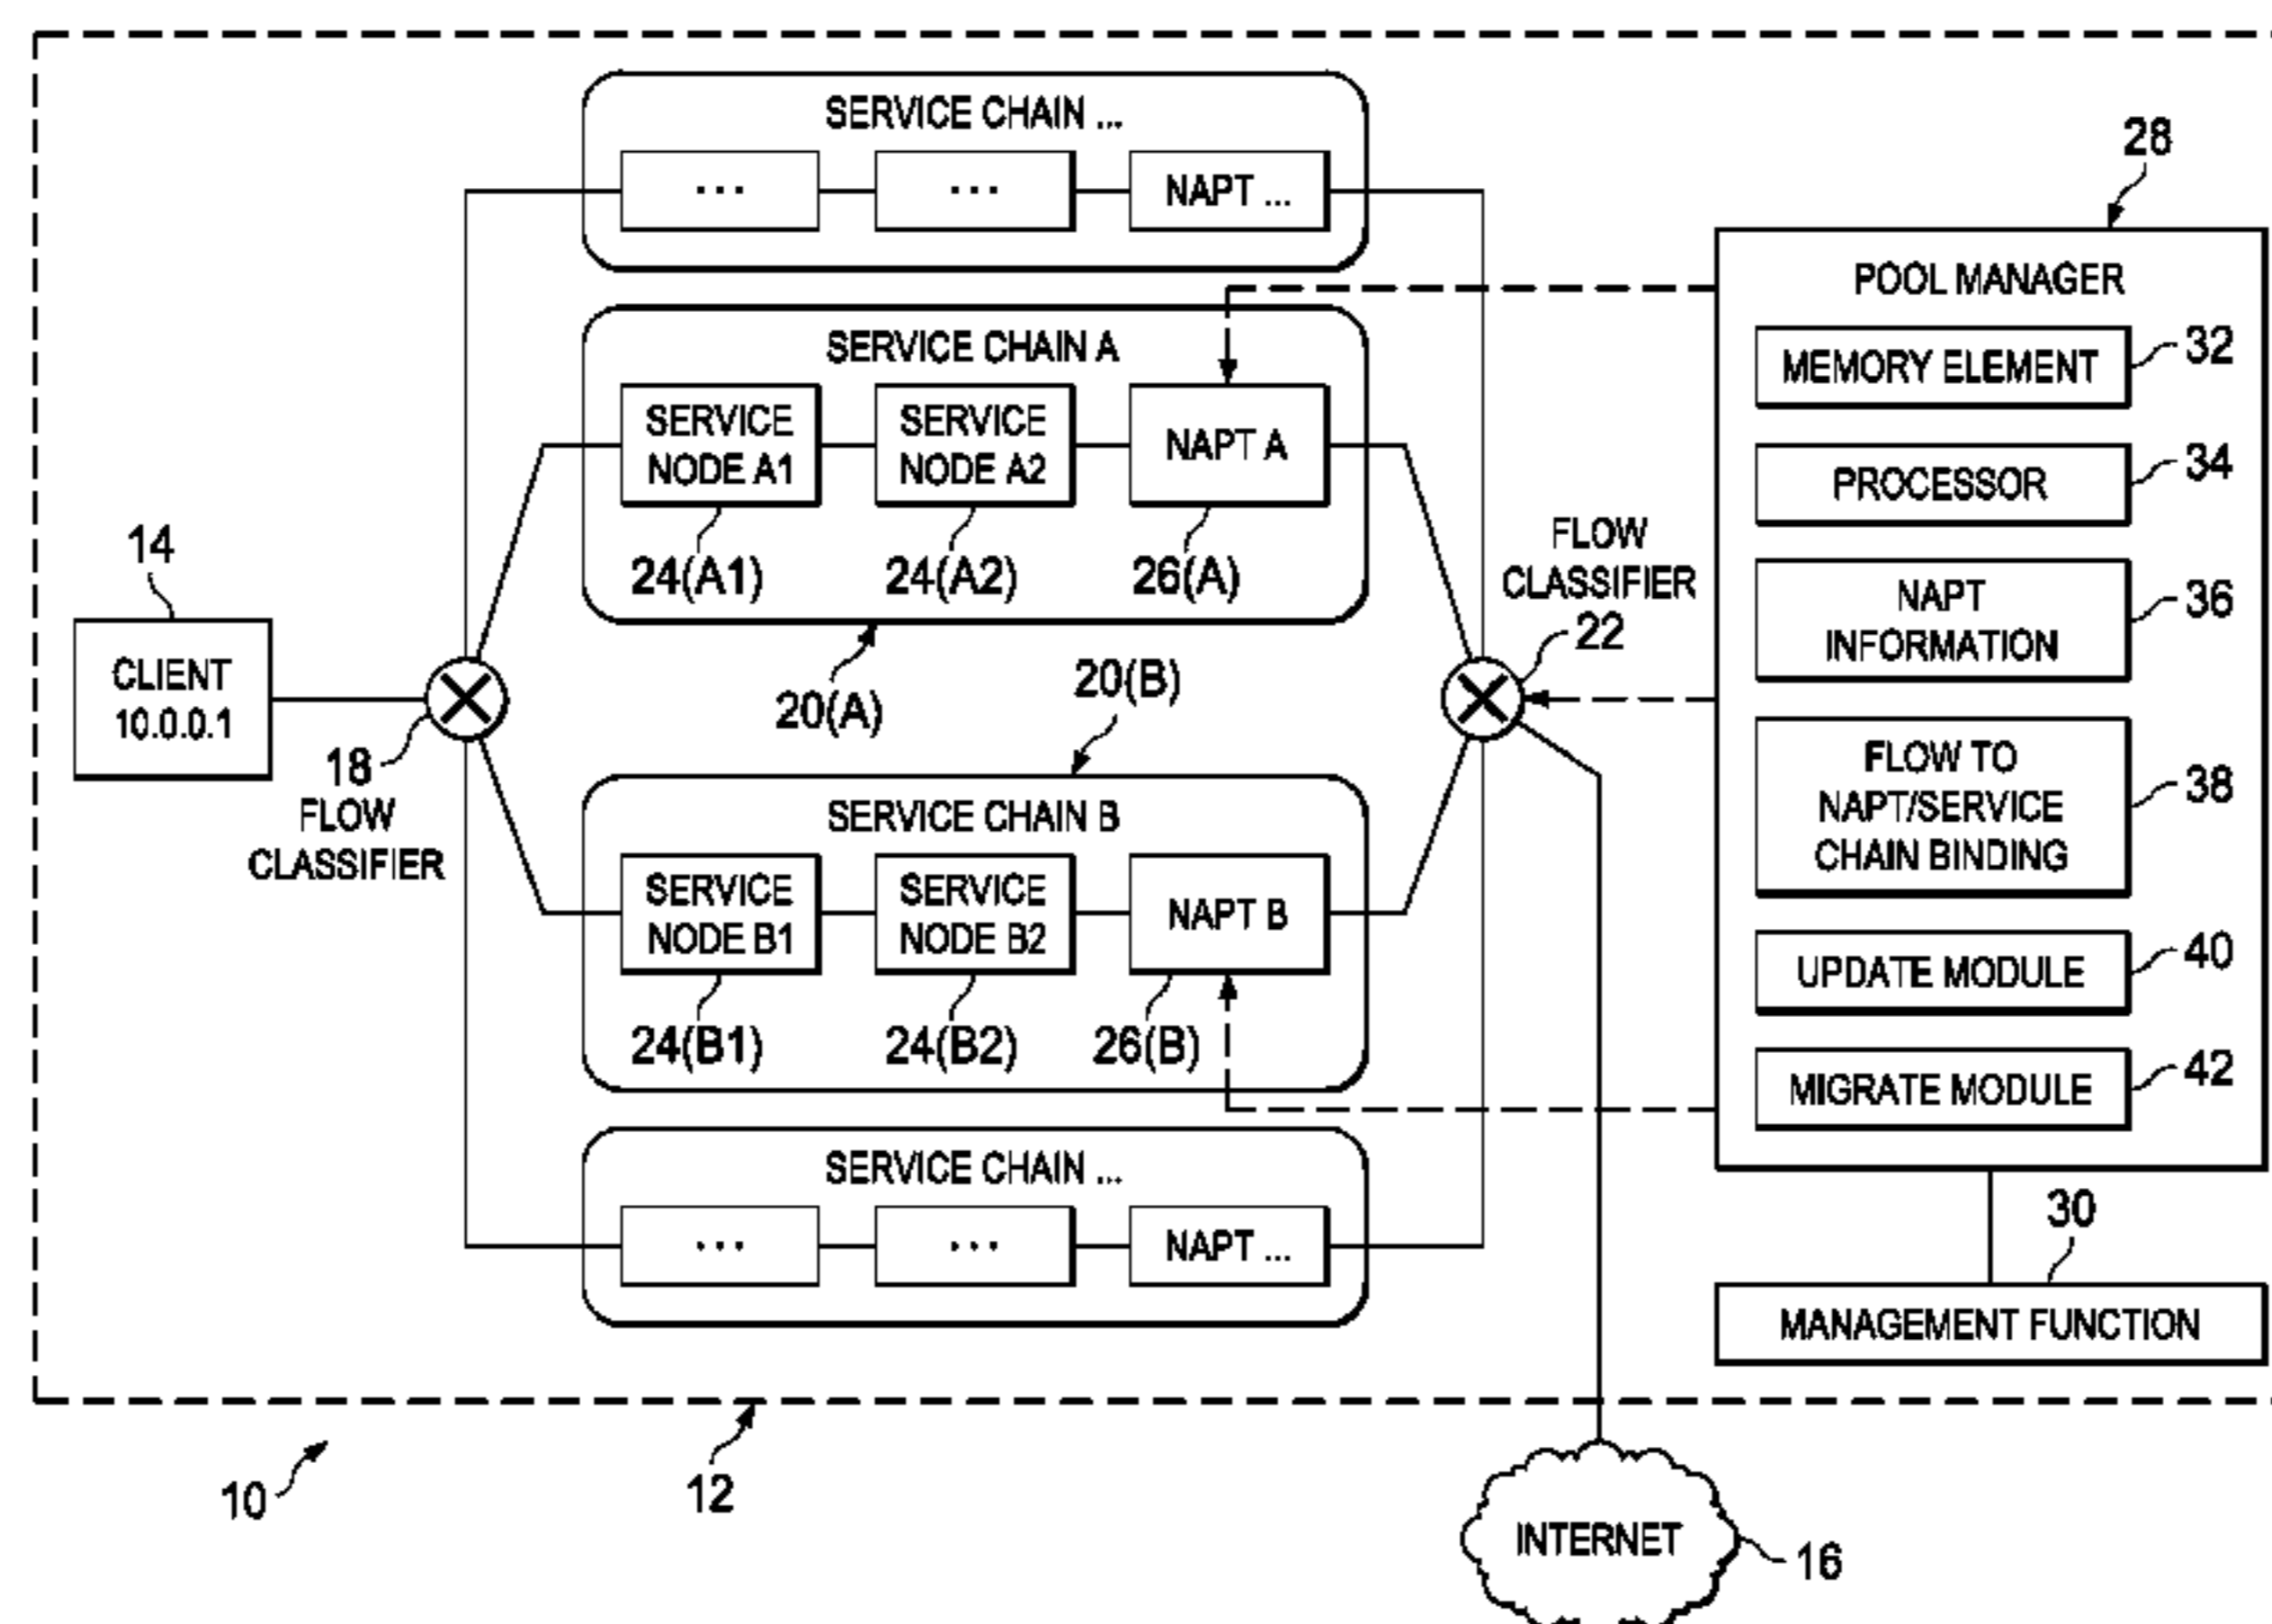 SERVICE CHAIN ...
...
...
NAPT ...
28
POOL MANAGER
MEMORY ELEMENT
32
PROCESSOR
34
NAPT
INFORMATION
36
FLOW TO
NAPT/SERVICE
CHAIN BINDING
38
UPDATE MODULE
40
MIGRATE MODULE
42
SERVICE CHAIN A
SERVICE
NODE A1
SERVICE
NODE A2
NAPT A
24(A1)
24(A2)
26(A)
20(A)
FLOW
CLASSIFIER
22
14
CLIENT
10.0.0.1
18
FLOW
CLASSIFIER
20(B)
SERVICE CHAIN B
SERVICE
NODE B1
SERVICE
NODE B2
NAPT B
24(B1)
24(B2)
26(B)
SERVICE CHAIN ...
...
...
NAPT ...
30
MANAGEMENT FUNCTION
10
12
INTERNET
16